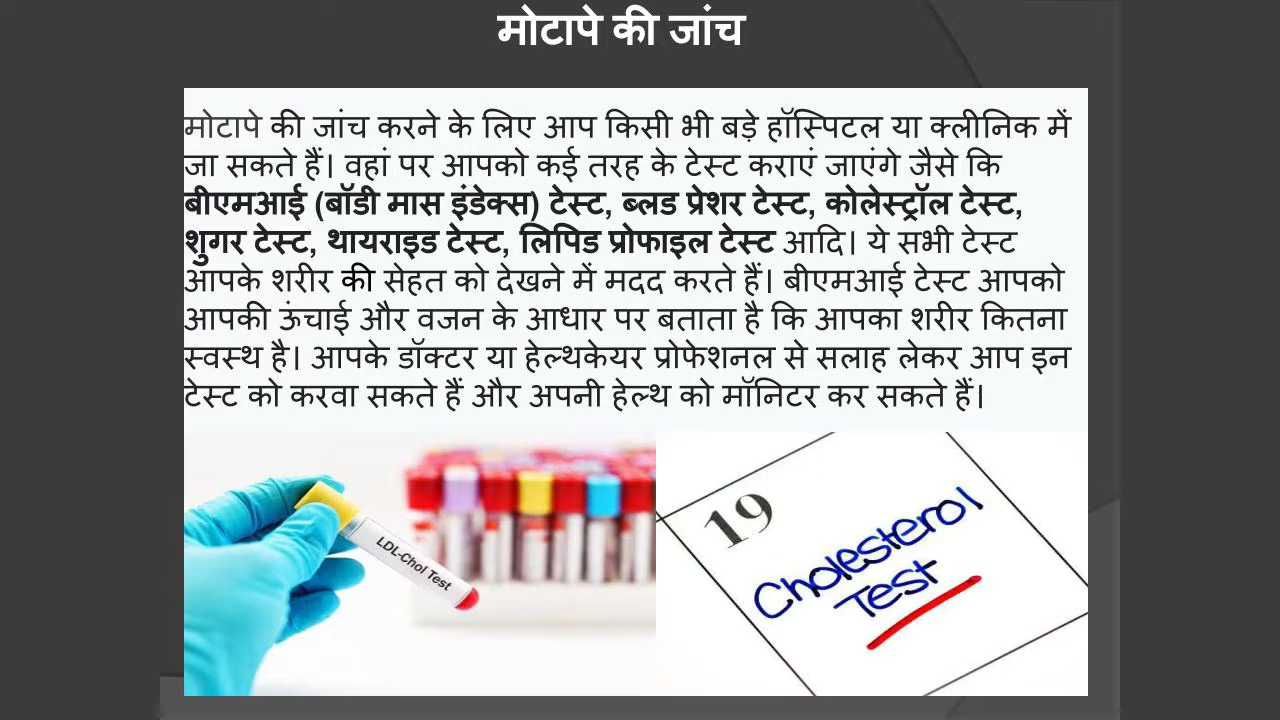 मोटापे की जांच
मोटापे की जांच करने के लिए आप किसी भी बड़े हॉस्पिटल या क्लीनिक में
जा सकते हैं। वहां पर आपको कई तरह के टेस्ट कराएं जाएंगे जैसे कि
बीएमआई (बॉडी मास इंडेक्स) टेस्ट, ब्लड प्रेशर टेस्ट, कोलेस्ट्रॉल टेस्ट,
शुगर टेस्ट, थायराइड टेस्ट, लिपिड प्रोफाइल टेस्ट आदि। ये सभी टेस्ट
आपके शरीर की सेहत को देखने में मदद करते हैं। बीएमआई टेस्ट आपको
आपकी ऊंचाई और वजन के आधार पर बताता है कि आपका शरीर कितना
स्वस्थ है। आपके डॉक्टर या हेल्थकेयर प्रोफेशनल से सलाह लेकर आप इन
टेस्ट को करवा सकते हैं और अपनी हेल्थ को मॉनिटर कर सकते हैं।
LDL-Chol Test
19
Cholesterol
Test